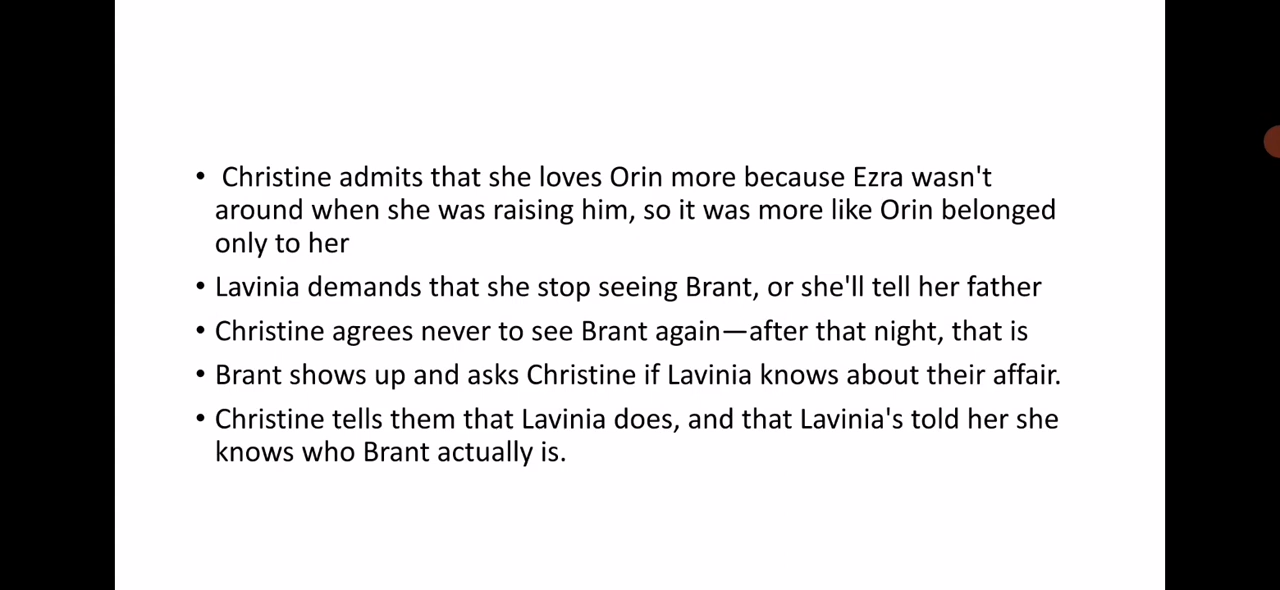 • Christine admits that she loves Orin more because Ezra wasn't
around when she was raising him, so it was more like Orin belonged
only to her
• Lavinia demands that she stop seeing Brant, or she'll tell her father
• Christine agrees never to see Brant again—after that night, that is
• Brant shows up and asks Christine if Lavinia knows about their affair.
• Christine tells them that Lavinia does, and that Lavinia's told her she
knows who Brant actually is.